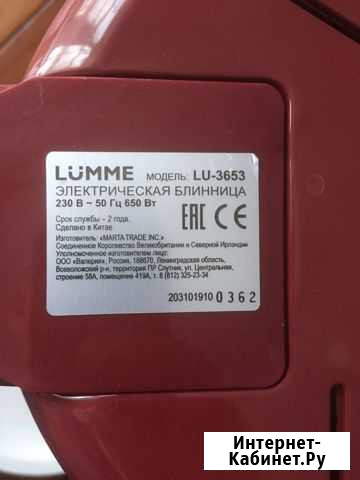 LÜMME МОДЕЛЬ: LU-3653
ЭЛЕКТРИЧЕСКАЯ БЛИННИЦА
230 В ~ 50 Гц 650 Вт
Срок службы – 2 года.
Сделано в Китае
EAC CE
Изготовитель: «MARTA TRADE INC.»
Соединенное Королевство Великобритании и Северной Ирландии
Уполномоченное изготовителем лицо:
ООО «Валерия», Россия, 188670, Ленинградская область,
Всеволожский р-н, территория ПР Спутник, ул. Центральная,
строение 58А, помещение 419А, т. 8 (812) 325-23-34
203101910 0362
Интернет-
Кабинет.Ру